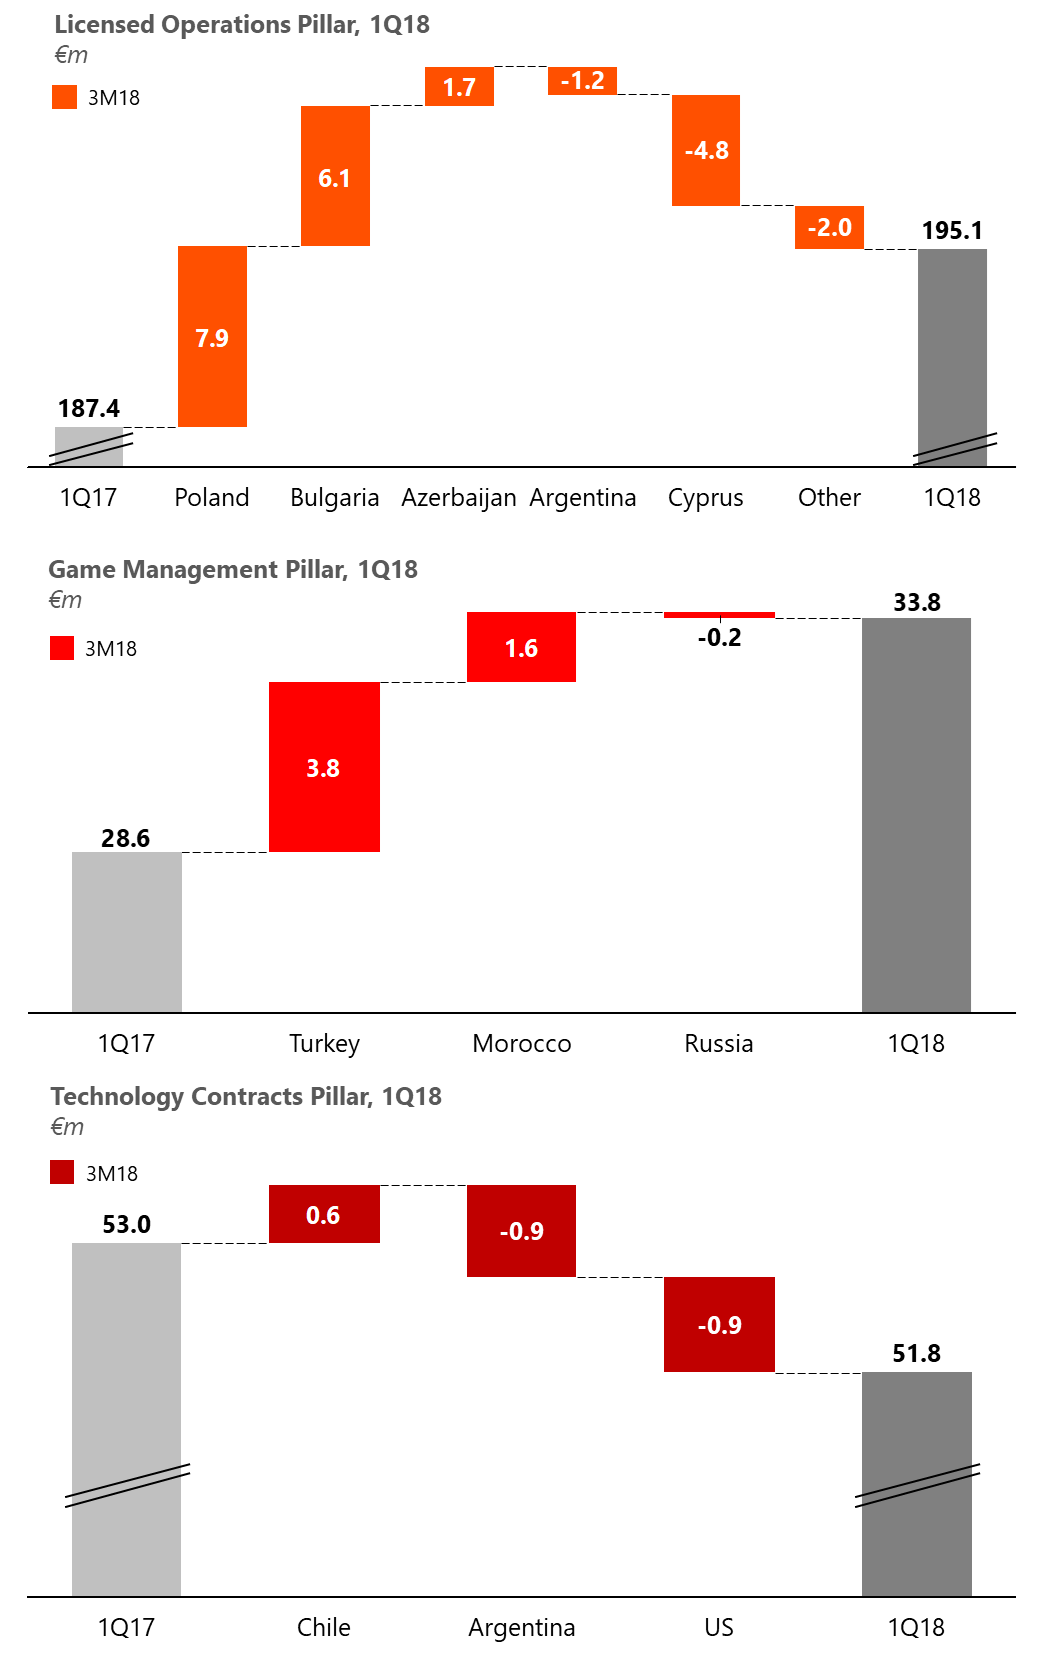 Licensed Operations Pillar, 1Q18
€m
3M18
187.4
7.9
6.1
1.7
-1.2
-4.8
-2.0
195.1
1Q17 Poland Bulgaria Azerbaijan Argentina Cyprus Other 1Q18
Game Management Pillar, 1Q18
€m
3M18
28.6
3.8
1.6
-0.2
33.8
1Q17 Turkey Morocco Russia 1Q18
Technology Contracts Pillar, 1Q18
€m
3M18
53.0
0.6
-0.9
-0.9
51.8
1Q17 Chile Argentina US 1Q18